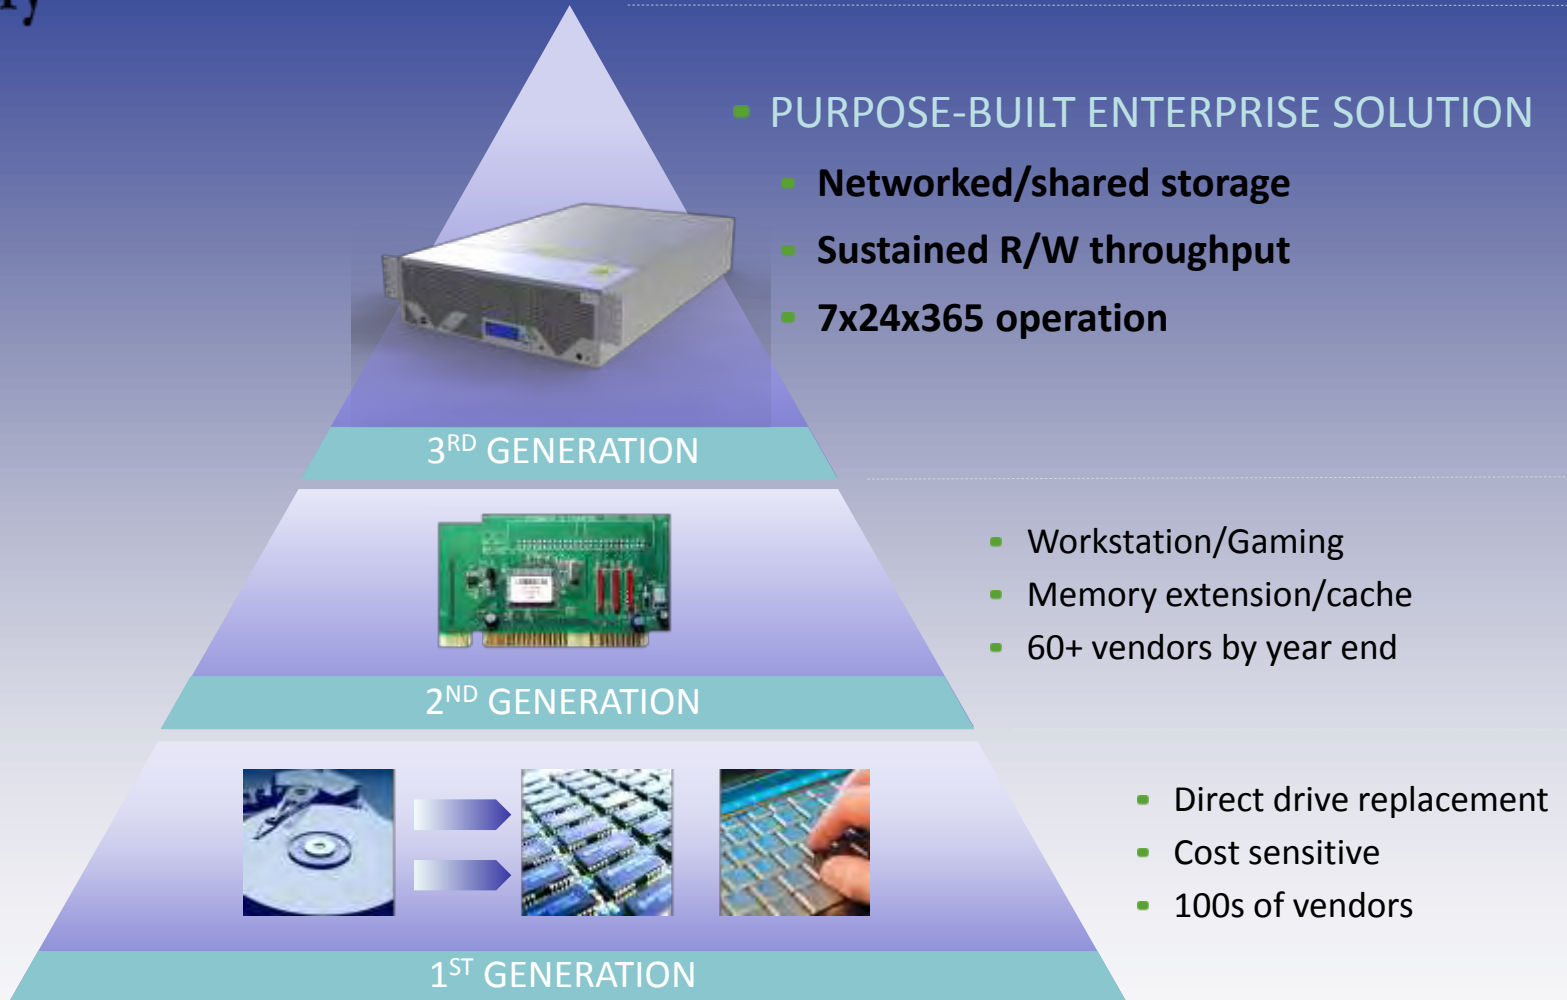 PURPOSE-BUILT ENTERPRISE SOLUTION
Networked/shared storage
Sustained R/W throughput
7x24x365 operation
3RD GENERATION
Workstation/Gaming
Memory extension/cache
60+ vendors by year end
2ND GENERATION
Direct drive replacement
Cost sensitive
100s of vendors
1ST GENERATION